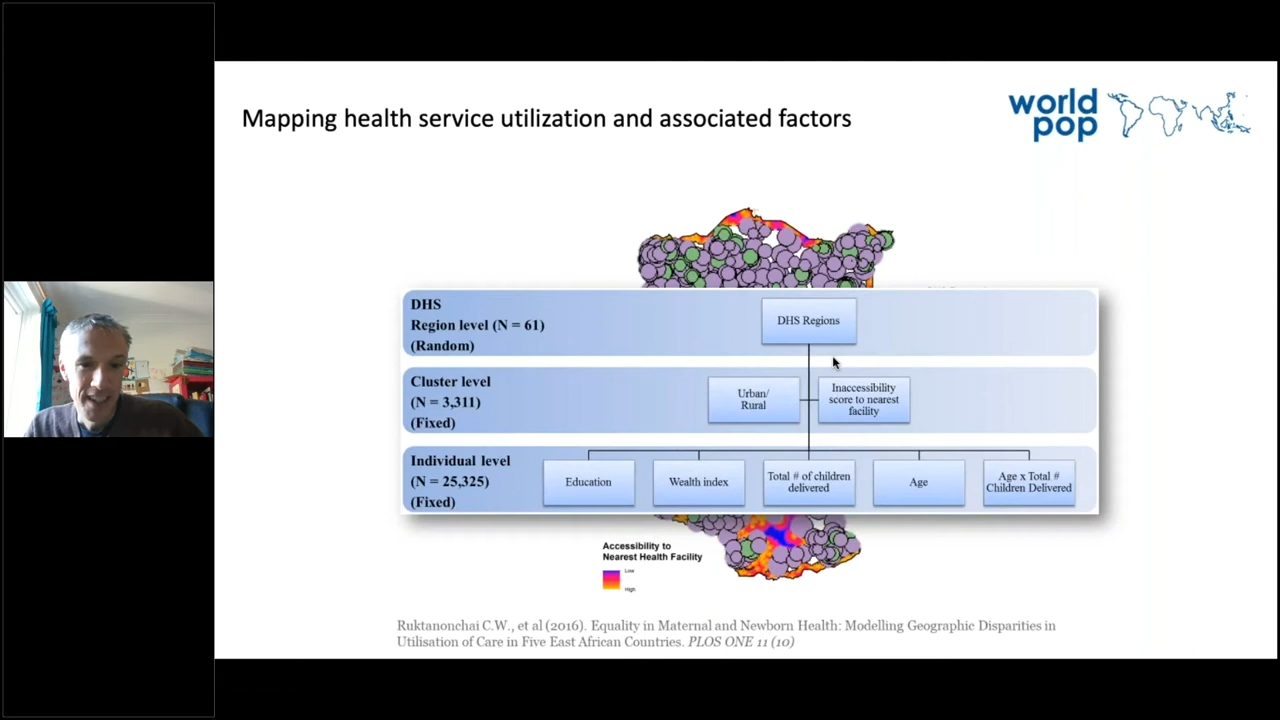 Mapping health service utilization and associated factors
world
pop
DHS
Region level (N = 61)
(Random)
DHS Regions
Cluster level
(N = 3,311)
(Fixed)
Urban/
Rural
Inaccessibility
score to nearest
facility
Individual level
(N = 25,325)
(Fixed)
Education
Wealth index
Total # of children
delivered
Age
Age x Total #
Children Delivered
Accessibility to
Nearest Health Facility
Low
High
Ruktanonchai C.W., et al (2016). Equality in Maternal and Newborn Health: Modelling Geographic Disparities in
Utilisation of Care in Five East African Countries. PLOS ONE 11 (10)